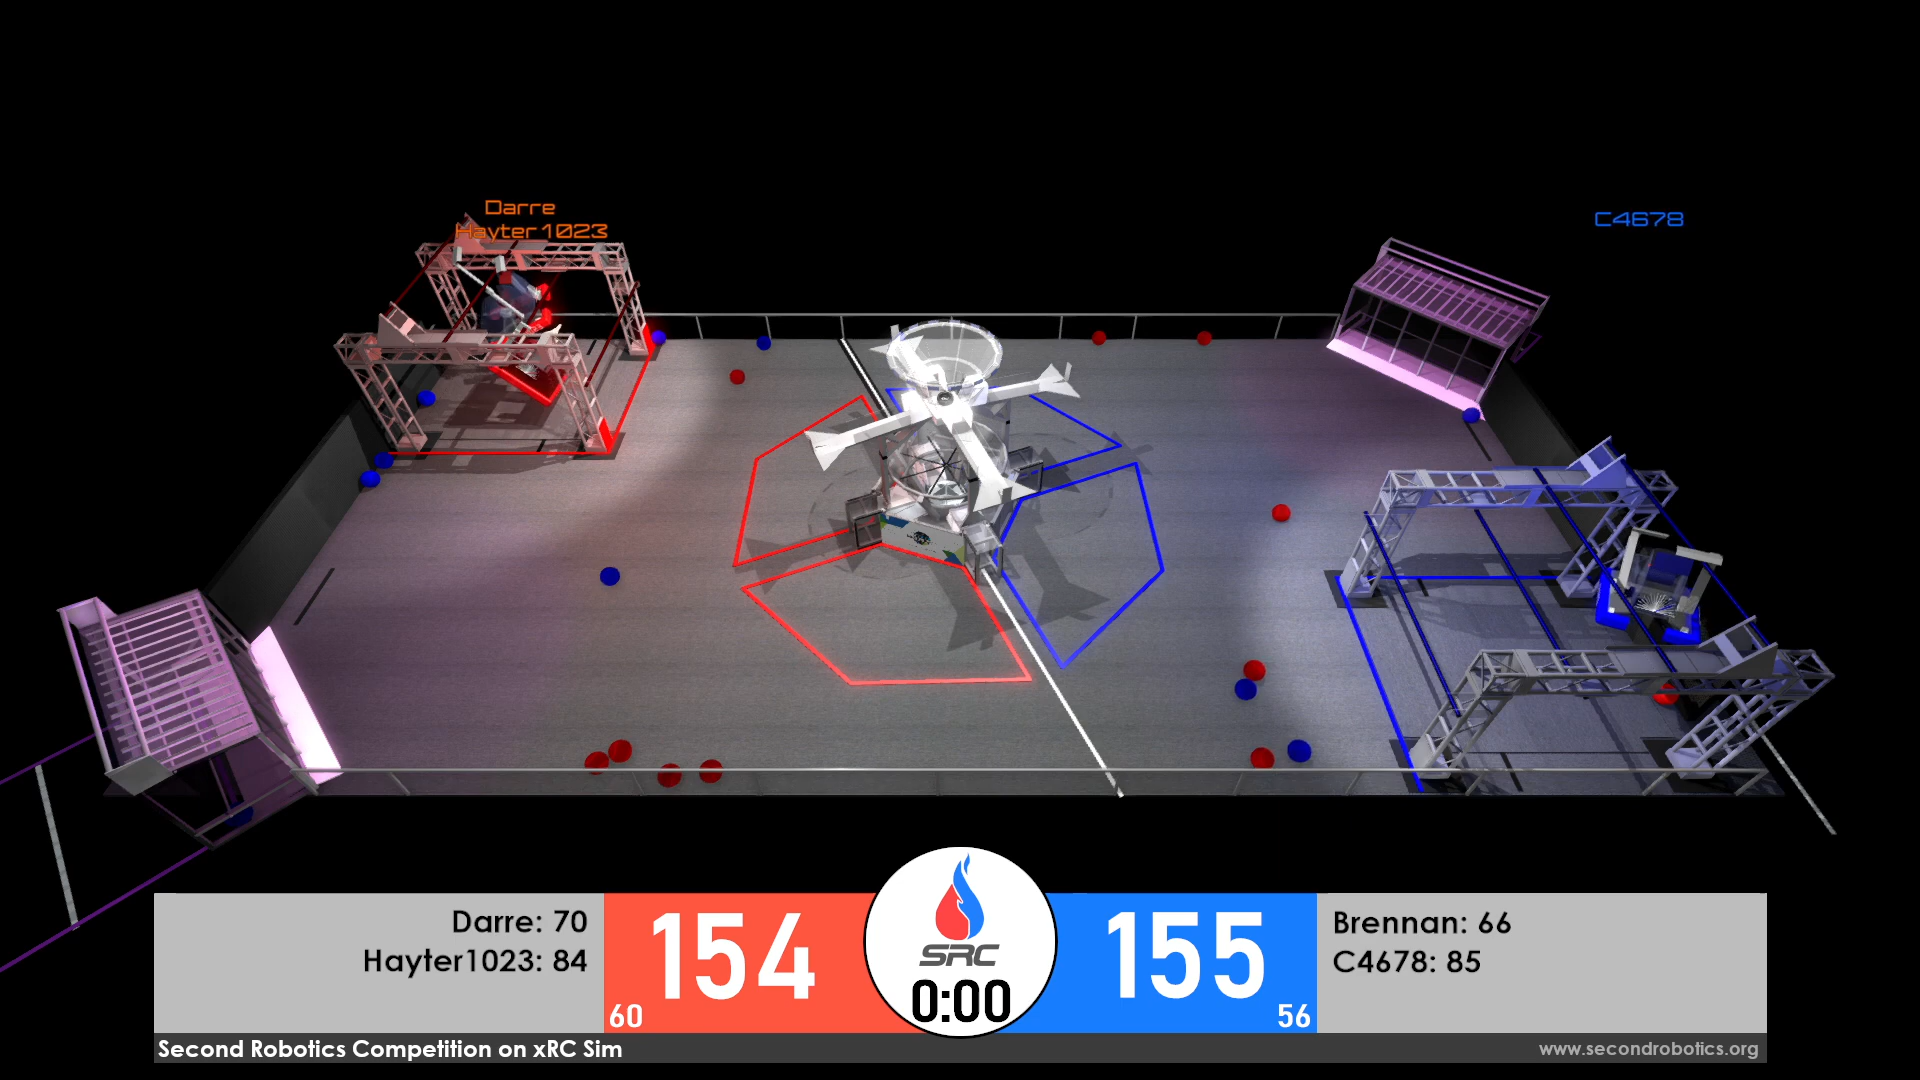 Darre
Hayter1023
C4678
Darre: 70
Hayter1023: 84
154
60
SRC
0:00
155
56
Brennan: 66
C4678: 85
Second Robotics Competition on xRC Sim
www.secondrobotics.org